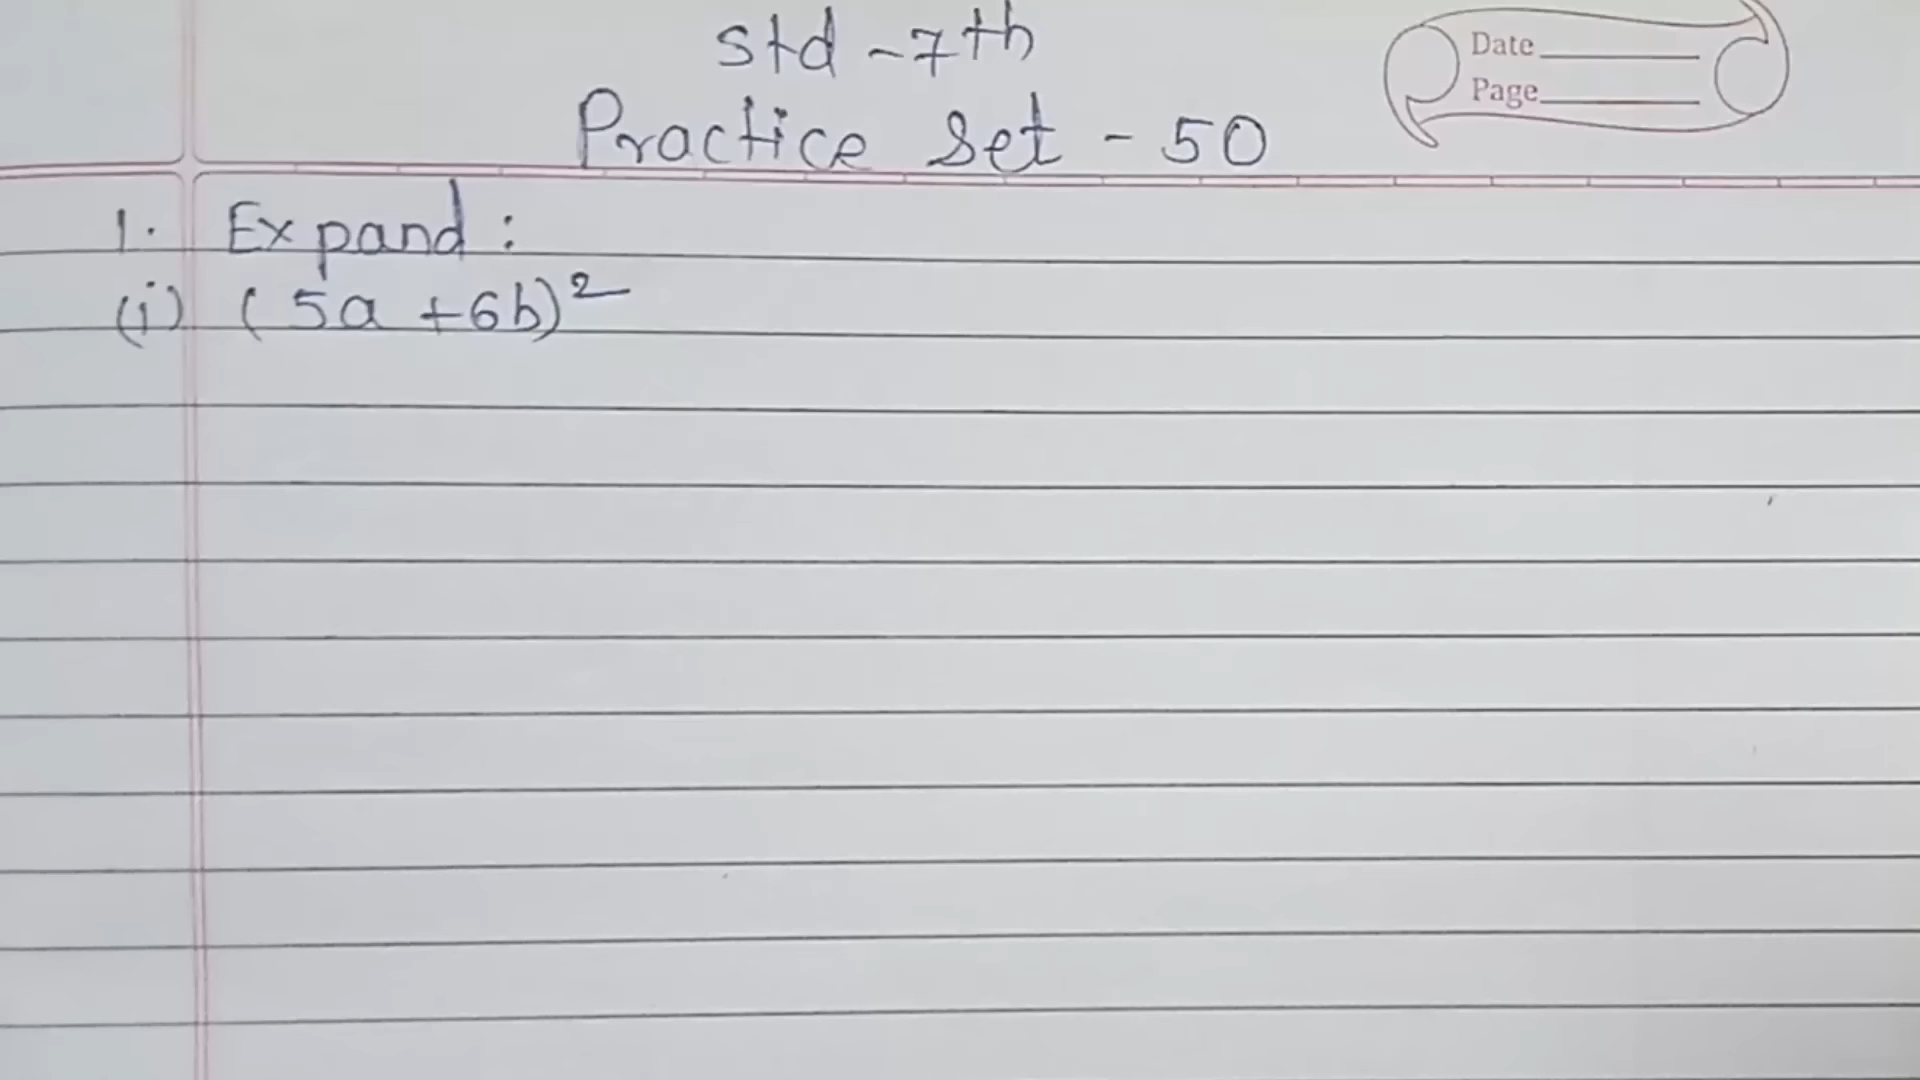 Std - 7th
Date
Page
Practice Set - 50
1. Expand :
(i) (5a + 6b)²